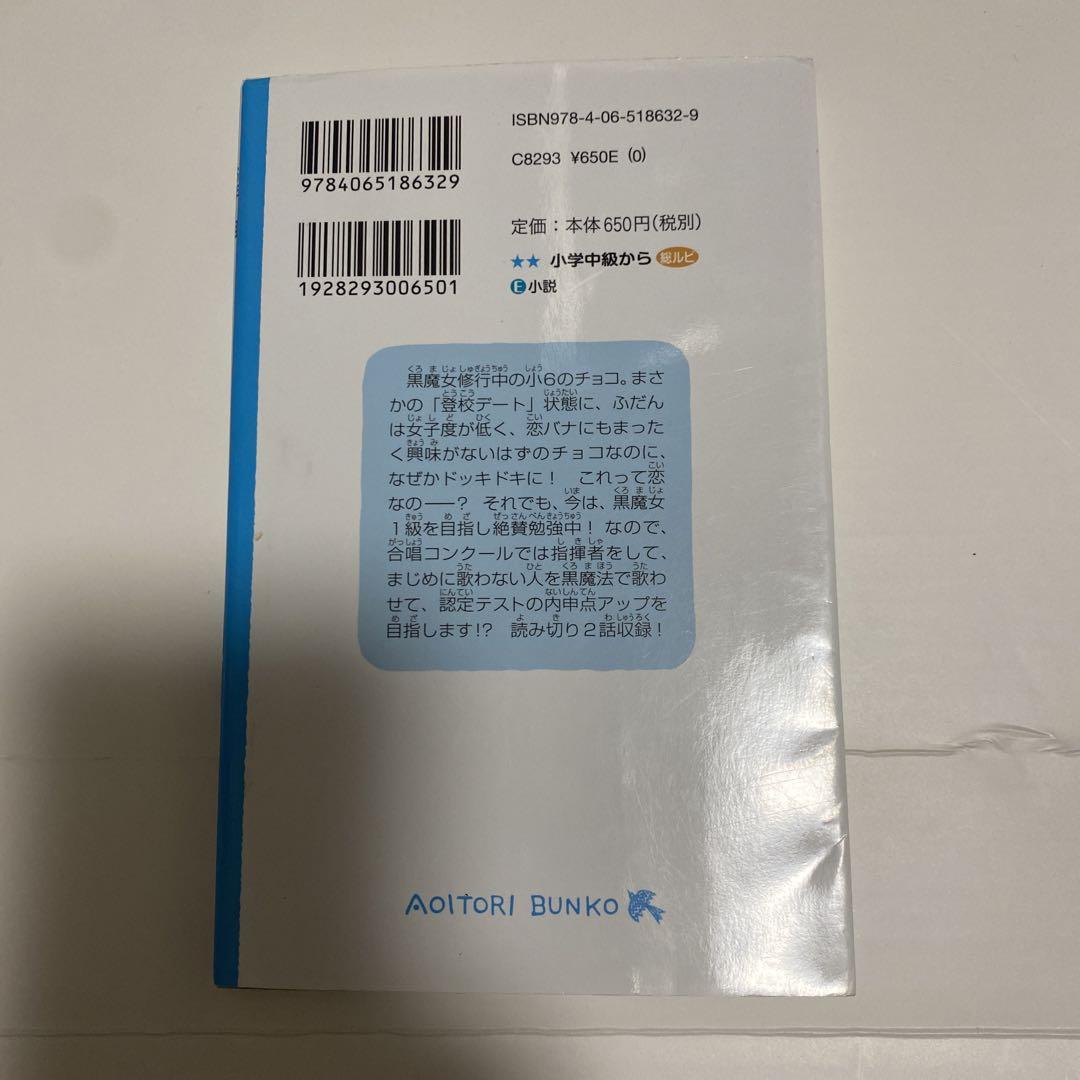 ISBN978-4-06-518632-9
C8293 ¥650E (0)
9784065186329
定価：本体650円(税別)
★★ 小学中級から 総ルビ
E小説
1928293006501
黒魔女修行中の小6のチョコ。まさ
かの「登校デート」状態に、ふだん
は女子度が低く、恋バナにもまった
く興味がないはずのチョコなのに、
なぜかドッキドキに！ これって恋
なの──？ それでも、今は、黒魔女
1級を目指し絶賛勉強中！ なので、
合唱コンクールでは指揮者をして、
まじめに歌わない人を黒魔法で歌わ
せて、認定テストの内申点アップを
目指します!? 読み切り2話収録！
AOITORI BUNKO